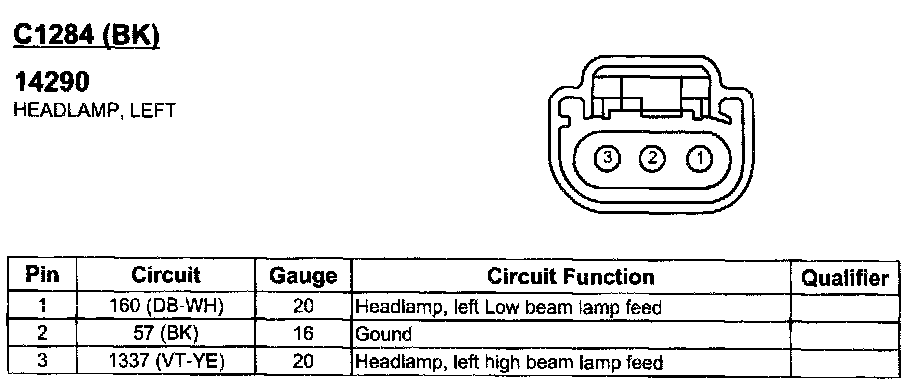 C1284 (BK)
14290
HEADLAMP, LEFT
3 2 1
Pin Circuit Gauge Circuit Function Qualifier
1 160 (DB-WH) 20 Headlamp, left Low beam lamp feed
2 57 (BK) 16 Gound
3 1337 (VT-YE) 20 Headlamp, left high beam lamp feed